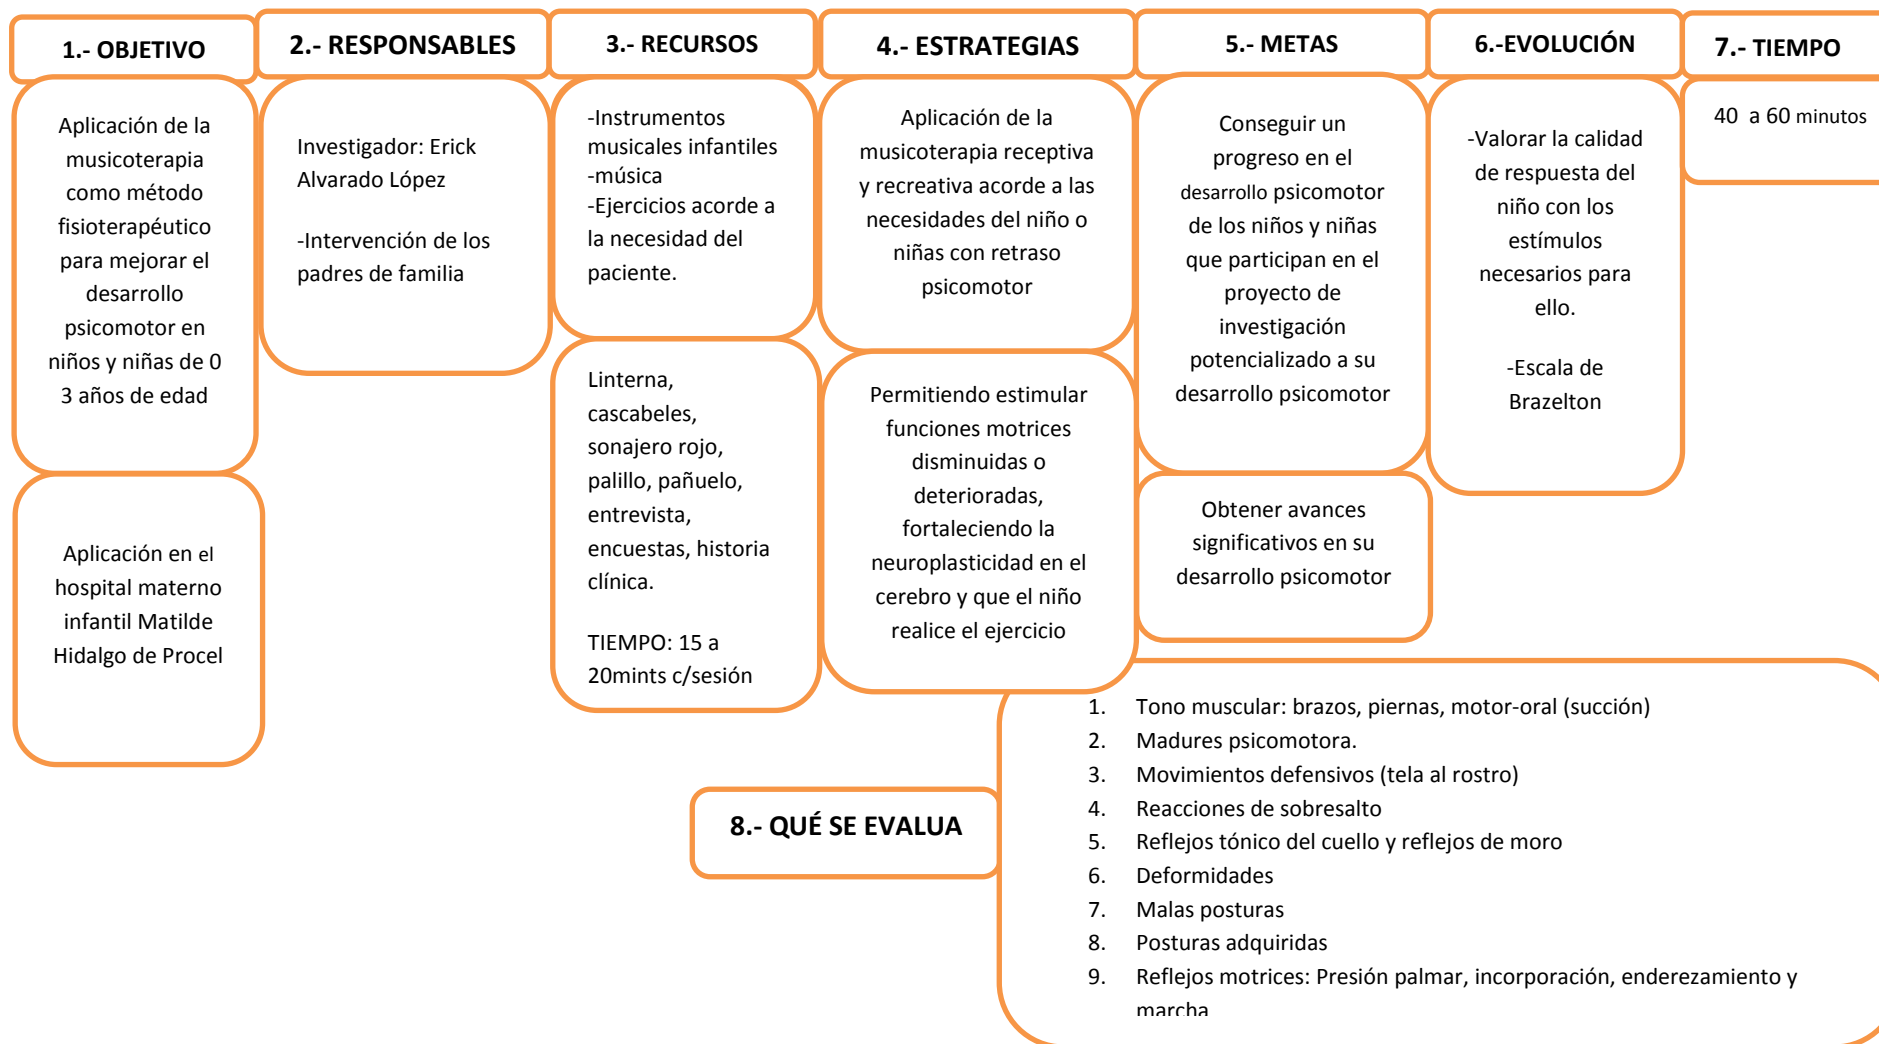 1.- OBJETIVO
Aplicación de la
musicoterapia
como método
fisioterapéutico
para mejorar el
desarrollo
psicomotor en
niños y niñas de 0
3 años de edad
Aplicación en el
hospital materno
infantil Matilde
Hidalgo de Procel
2.- RESPONSABLES
Investigador: Erick
Alvarado López
-Intervención de los
padres de familia
3.- RECURSOS
-Instrumentos
musicales infantiles
-música
-Ejercicios acorde a
la necesidad del
paciente.
Linterna,
cascabeles,
sonajero rojo,
palillo, pañuelo,
entrevista,
encuestas, historia
clínica.
TIEMPO: 15 a
20mints c/sesión
4.- ESTRATEGIAS
Aplicación de la
musicoterapia receptiva
y recreativa acorde a las
necesidades del niño o
niñas con retraso
psicomotor
Permitiendo estimular
funciones motrices
disminuidas o
deterioradas,
fortaleciendo la
neuroplasticidad en el
cerebro y que el niño
realice el ejercicio
5.- METAS
Conseguir un
progreso en el
desarrollo psicomotor
de los niños y niñas
que participan en el
proyecto de
investigación
potencializado a su
desarrollo psicomotor
Obtener avances
significativos en su
desarrollo psicomotor
6.-EVOLUCIÓN
-Valorar la calidad
de respuesta del
niño con los
estímulos
necesarios para
ello.
-Escala de
Brazelton
7.- TIEMPO
40 a 60 minutos
8.- QUÉ SE EVALUA
1. Tono muscular: brazos, piernas, motor-oral (succión)
2. Madures psicomotora.
3. Movimientos defensivos (tela al rostro)
4. Reacciones de sobresalto
5. Reflejos tónico del cuello y reflejos de moro
6. Deformidades
7. Malas posturas
8. Posturas adquiridas
9. Reflejos motrices: Presión palmar, incorporación, enderezamiento y
marcha